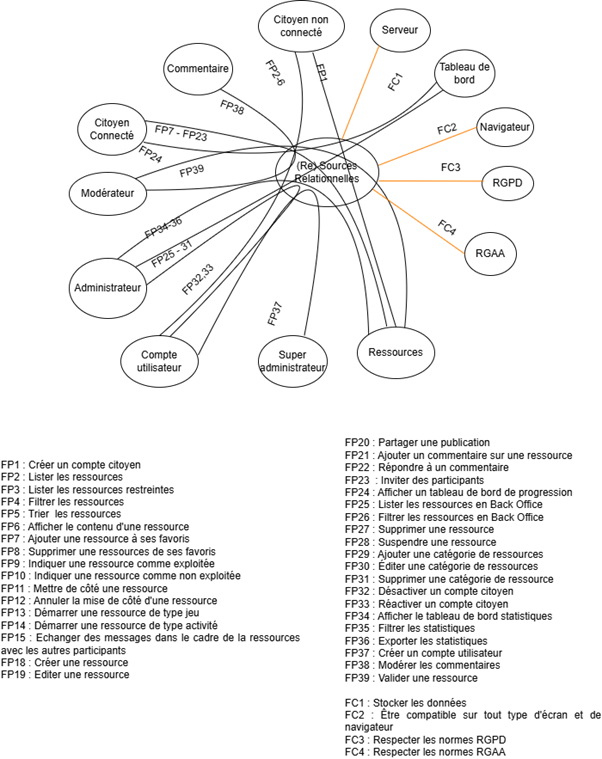 Citoyen non
connecté
Serveur
Commentaire
Tableau de
bord
FP2-6
FP1
FC1
FP38
Citoyen
Connecté
FP7 - FP23
FC2
Navigateur
FP24
FP39
(Re) Sources
Relationnelles
FC3
RGPD
Modérateur
FP34-36
FC4
FP25 - 31
RGAA
Administrateur
FP32,33
FP37
Compte
utilisateur
Super
administrateur
Ressources
FP1 : Créer un compte citoyen
FP2 : Lister les ressources
FP3 : Lister les ressources restreintes
FP4 : Filtrer les ressources
FP5 : Trier les ressources
FP6 : Afficher le contenu d'une ressource
FP7 : Ajouter une ressource à ses favoris
FP8 : Supprimer une ressources de ses favoris
FP9 : Indiquer une ressource comme exploitée
FP10 : Indiquer une ressource comme non exploitée
FP11 : Mettre de côté une ressource
FP12 : Annuler la mise de côté d'une ressource
FP13 : Démarrer une ressource de type jeu
FP14 : Démarrer une ressource de type activité
FP15 : Echanger des messages dans le cadre de la ressources
avec les autres participants
FP18 : Créer une ressource
FP19 : Editer une ressource
FP20 : Partager une publication
FP21 : Ajouter un commentaire sur une ressource
FP22 : Répondre à un commentaire
FP23 : Inviter des participants
FP24 : Afficher un tableau de bord de progression
FP25 : Lister les ressources en Back Office
FP26 : Filtrer les ressources en Back Office
FP27 : Supprimer une ressource
FP28 : Suspendre une ressource
FP29 : Ajouter une catégorie de ressources
FP30 : Éditer une catégorie de ressources
FP31 : Supprimer une catégorie de ressource
FP32 : Désactiver un compte citoyen
FP33 : Réactiver un compte citoyen
FP34 : Afficher le tableau de bord statistiques
FP35 : Filtrer les statistiques
FP36 : Exporter les statistiques
FP37 : Créer un compte utilisateur
FP38 : Modérer les commentaires
FP39 : Valider une ressource
FC1 : Stocker les données
FC2 : Être compatible sur tout type d'écran et de
navigateur
FC3 : Respecter les normes RGPD
FC4 : Respecter les normes RGAA